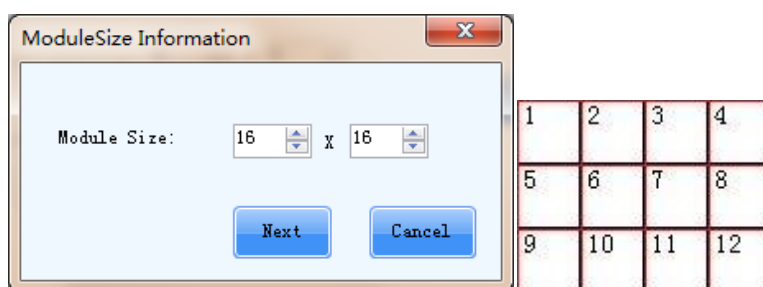 ModuleSize Information
Module Size: 16 X 16
Next Cancel
1 2 3 4
5 6 7 8
9 10 11 12